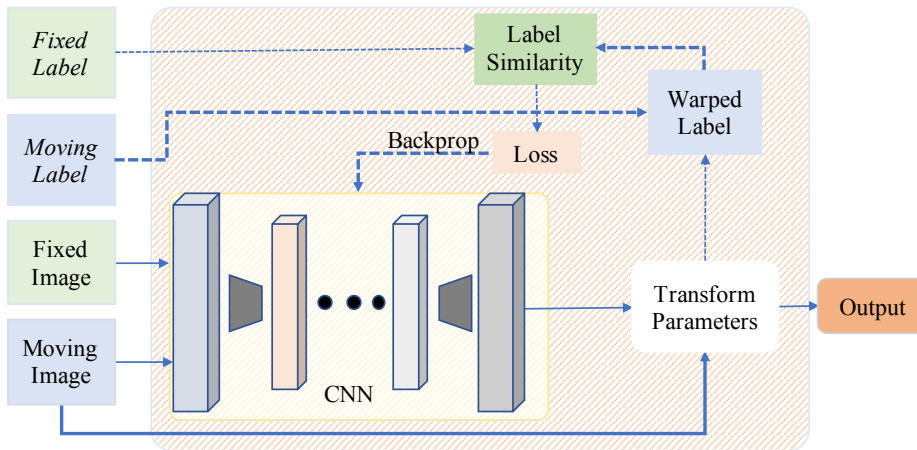 Fixed
Label
Label
Similarity
Warped
Label
Moving
Label
Backprop
Loss
Fixed
Image
Transform
Parameters
Output
Moving
Image
CNN